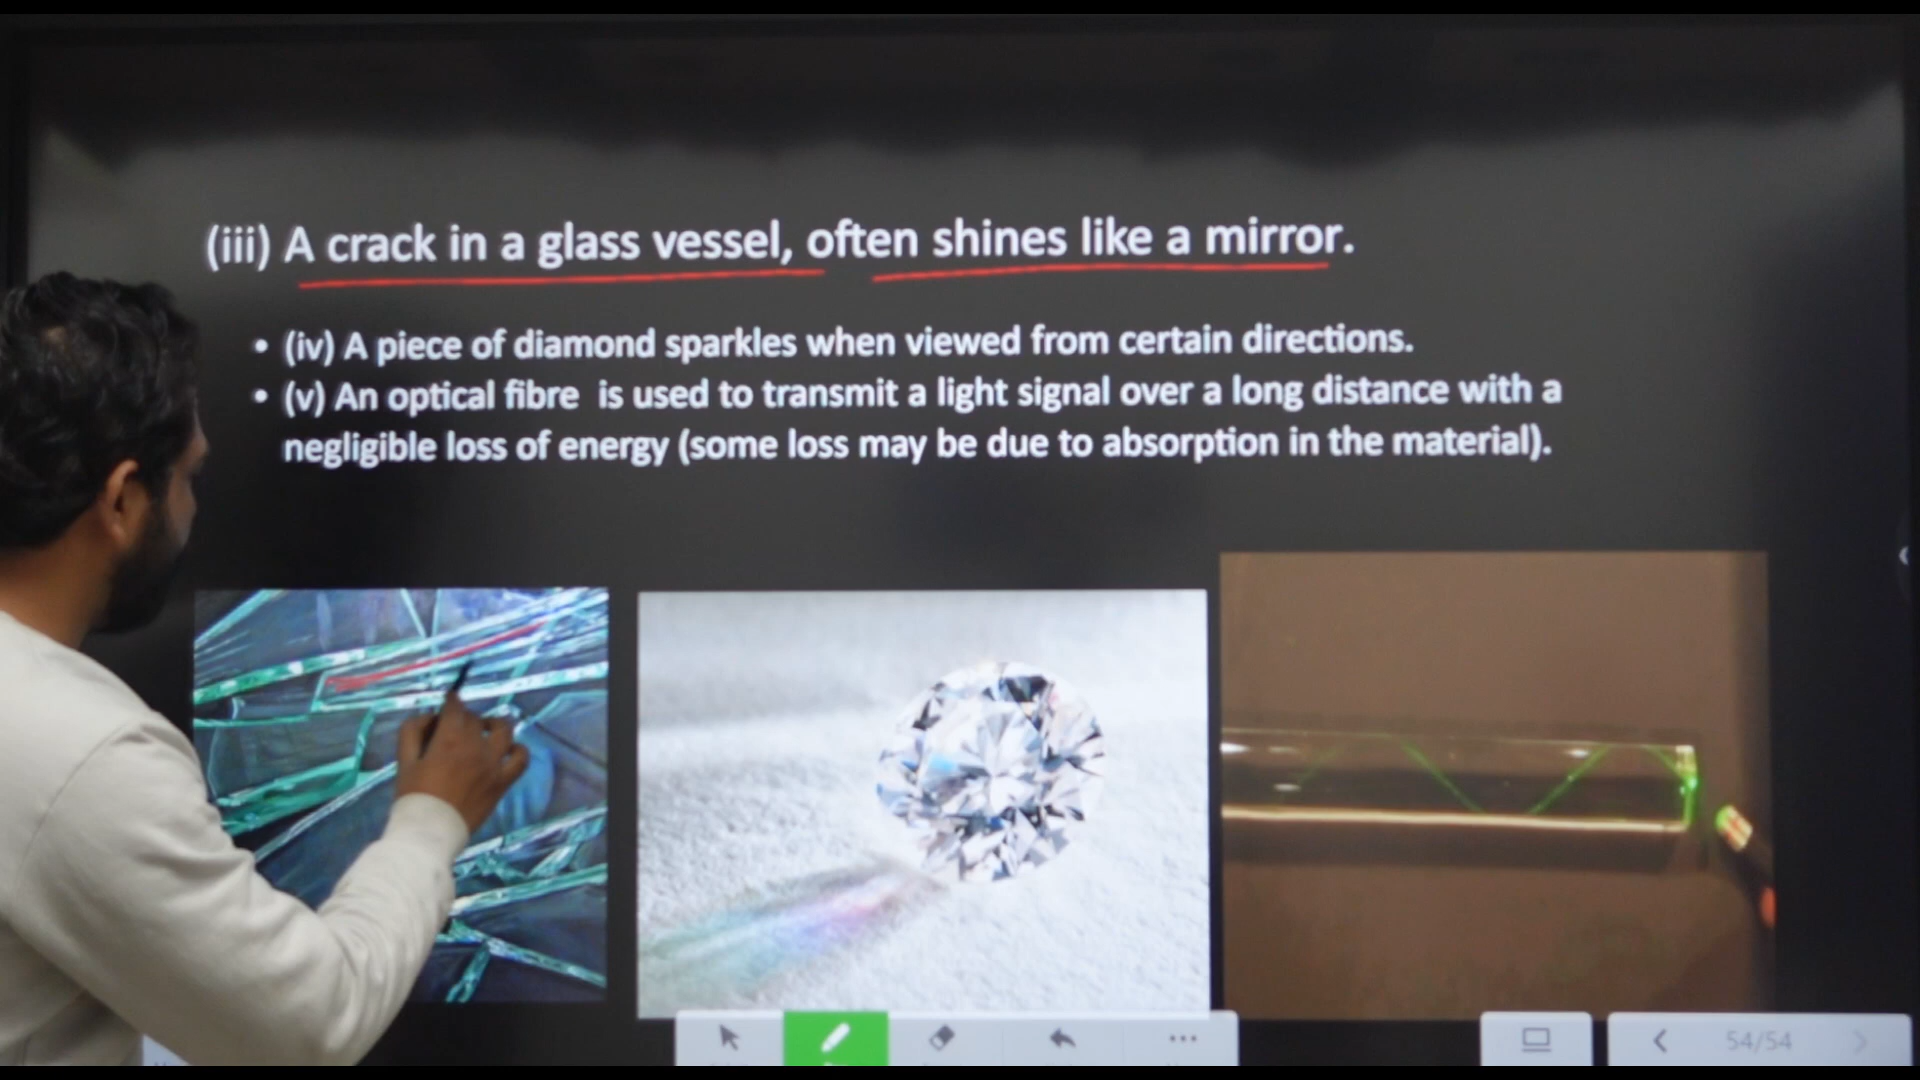 (iii) A crack in a glass vessel, often shines like a mirror.
• (iv) A piece of diamond sparkles when viewed from certain directions.
• (v) An optical fibre is used to transmit a light signal over a long distance with a
negligible loss of energy (some loss may be due to absorption in the material).
54/54